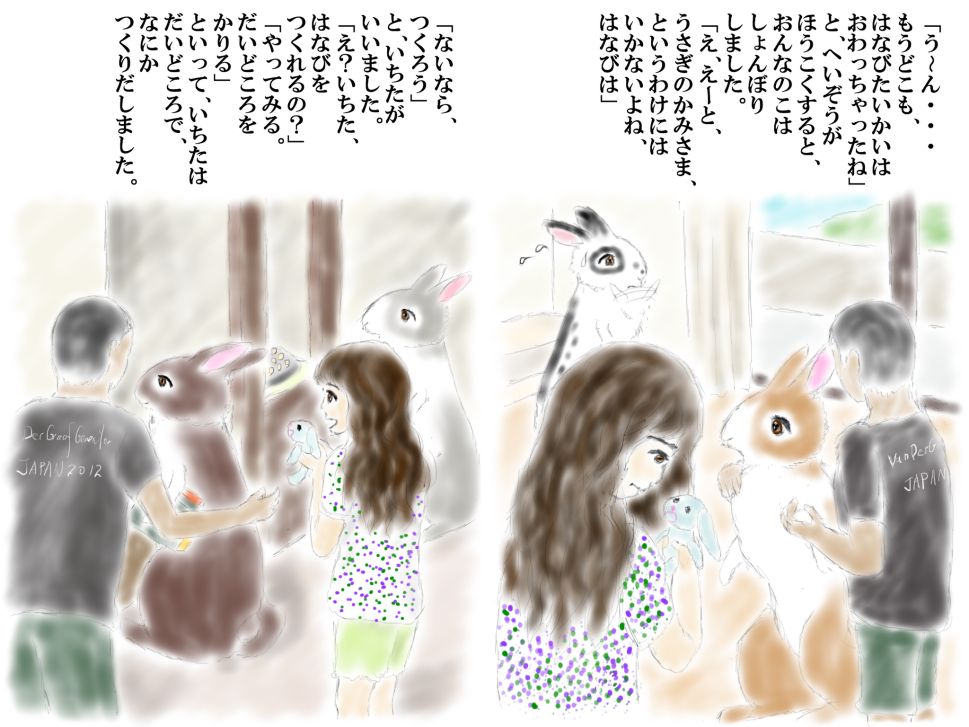 「う～ん・・・
もうどこも、
はなびたいかいは
おわっちゃったね」
と、へいぞうが
ほうこくすると、
おんなのこは
しょんぼり
しました。
「え、えーと、
うさぎのかみさま、
というわけには
いかないよね、
はなびは」
「ないなら、
つくろう」
と、いちたが
いいました。
「え？いちた、
はなびを
つくれるの？」
「やってみる。
だいどころを
かりる」
といって、いちたは
だいどころで、
なにか
つくりだしました。
JAPAN 2012
VanDerG
JAPAN